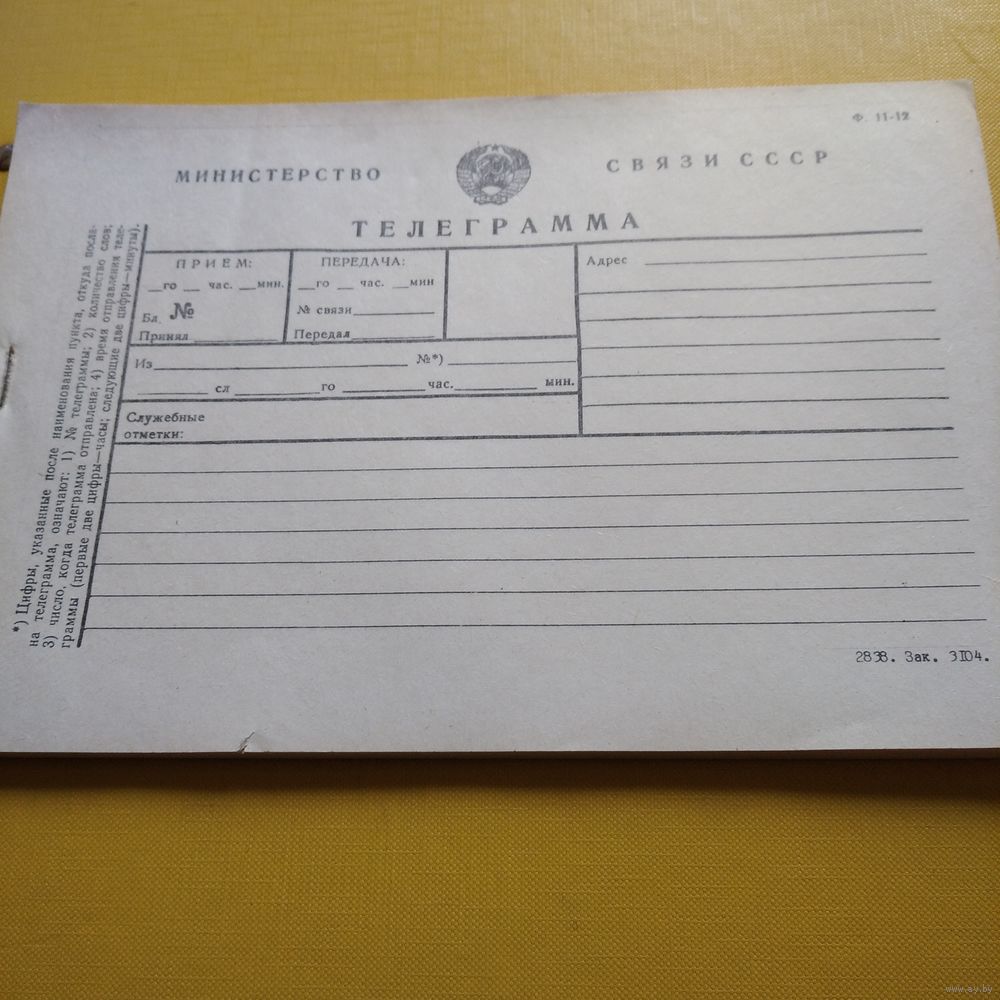 Ф. 11-12
МИНИСТЕРСТВО СВЯЗИ СССР
ТЕЛЕГРАММА
ПРИЕМ:
__го __ час. __мин.
Бл. №
Принял
ПЕРЕДАЧА:
__го __ час. __мин
№ связи
Передал
Адрес
Из № *)
сл го час. мин.
Служебные
отметки:
*) Цифры, указанные после наименования пункта, откуда посла-
на телеграмма, означают: 1) № телеграммы; 2) количество слов;
3) число, когда телеграмма отправлена; 4) время отправления теле-
граммы (первые две цифры—часы; следующие две цифры—минуты).
2838. Зак. 3104.
www.ay.by